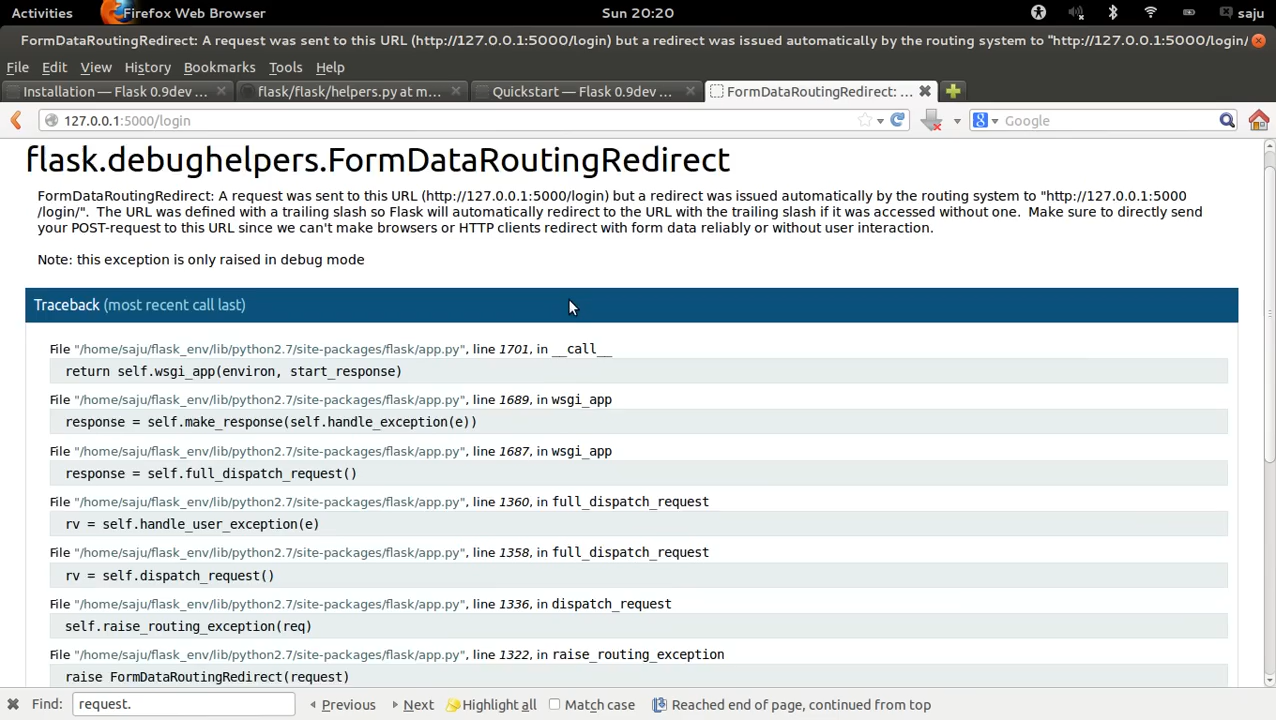 Activities Firefox Web Browser Sun 20:20 saju
FormDataRoutingRedirect: A request was sent to this URL (http://127.0.0.1:5000/login) but a redirect was issued automatically by the routing system to "http://127.0.0.1:5000/login/
File Edit View History Bookmarks Tools Help
Installation — Flask 0.9dev ... flask/flask/helpers.py at m... Quickstart — Flask 0.9dev ... FormDataRoutingRedirect: ...
127.0.0.1:5000/login Google
flask.debughelpers.FormDataRoutingRedirect
FormDataRoutingRedirect: A request was sent to this URL (http://127.0.0.1:5000/login) but a redirect was issued automatically by the routing system to "http://127.0.0.1:5000
/login/". The URL was defined with a trailing slash so Flask will automatically redirect to the URL with the trailing slash if it was accessed without one. Make sure to directly send
your POST-request to this URL since we can't make browsers or HTTP clients redirect with form data reliably or without user interaction.
Note: this exception is only raised in debug mode
Traceback (most recent call last)
File "/home/saju/flask_env/lib/python2.7/site-packages/flask/app.py", line 1701, in __call__
return self.wsgi_app(environ, start_response)
File "/home/saju/flask_env/lib/python2.7/site-packages/flask/app.py", line 1689, in wsgi_app
response = self.make_response(self.handle_exception(e))
File "/home/saju/flask_env/lib/python2.7/site-packages/flask/app.py", line 1687, in wsgi_app
response = self.full_dispatch_request()
File "/home/saju/flask_env/lib/python2.7/site-packages/flask/app.py", line 1360, in full_dispatch_request
rv = self.handle_user_exception(e)
File "/home/saju/flask_env/lib/python2.7/site-packages/flask/app.py", line 1358, in full_dispatch_request
rv = self.dispatch_request()
File "/home/saju/flask_env/lib/python2.7/site-packages/flask/app.py", line 1336, in dispatch_request
self.raise_routing_exception(req)
File "/home/saju/flask_env/lib/python2.7/site-packages/flask/app.py", line 1322, in raise_routing_exception
raise FormDataRoutingRedirect(request)
Find: request. Previous Next Highlight all Match case Reached end of page, continued from top